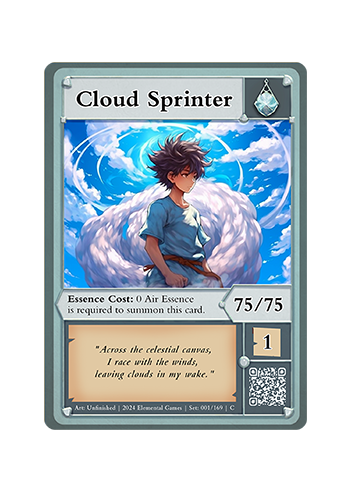 Cloud Sprinter
Essence Cost: 0 Air Essence
is required to summon this card.
75/75
1
"Across the celestial canvas,
I race with the winds,
leaving clouds in my wake."
Art: Unfinished | 2024 Elemental Games | Set: 001/169 | C